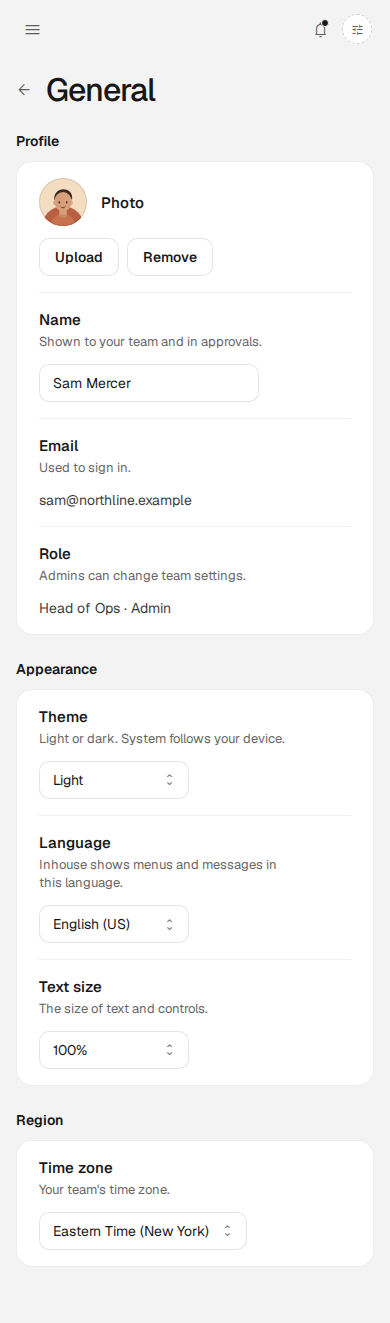 General
Profile
Photo
Upload
Remove
Name
Shown to your team and in approvals.
Sam Mercer
Email
Used to sign in.
sam@northline.example
Role
Admins can change team settings.
Head of Ops · Admin
Appearance
Theme
Light or dark. System follows your device.
Light
Language
Inhouse shows menus and messages in
this language.
English (US)
Text size
The size of text and controls.
100%
Region
Time zone
Your team's time zone.
Eastern Time (New York)